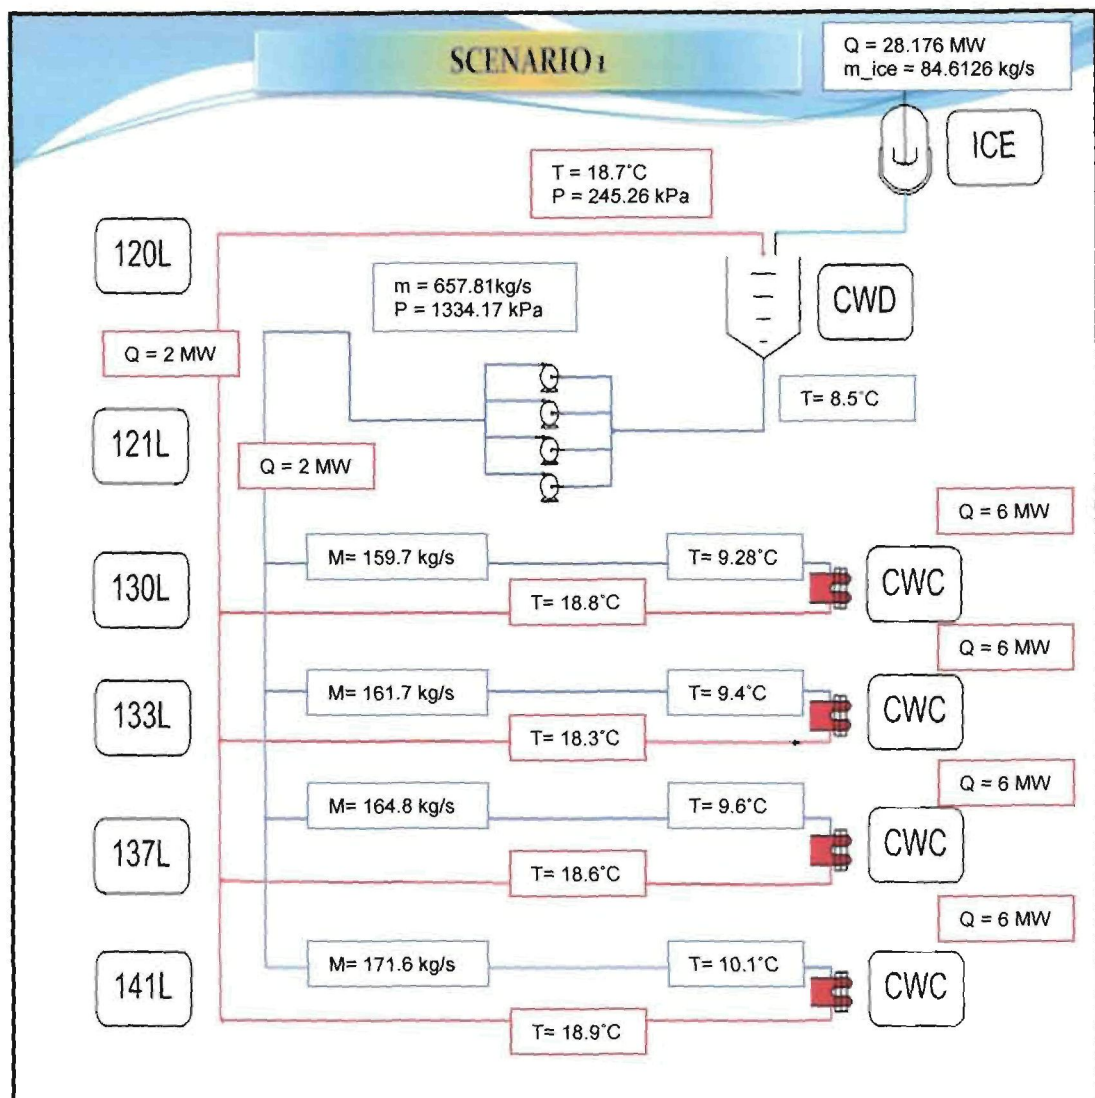 SCENARIO 1
Q = 28.176 MW
m_ice = 84.6126 kg/s
ICE
T = 18.7°C
P = 245.26 kPa
120L
m = 657.81kg/s
P = 1334.17 kPa
CWD
Q = 2 MW
T= 8.5°C
121L
Q = 2 MW
Q = 6 MW
M= 159.7 kg/s
T= 9.28°C
130L
CWC
T= 18.8°C
Q = 6 MW
M= 161.7 kg/s
T= 9.4°C
133L
CWC
T= 18.3°C
Q = 6 MW
M= 164.8 kg/s
T= 9.6°C
137L
CWC
T= 18.6°C
Q = 6 MW
M= 171.6 kg/s
T= 10.1°C
141L
CWC
T= 18.9°C